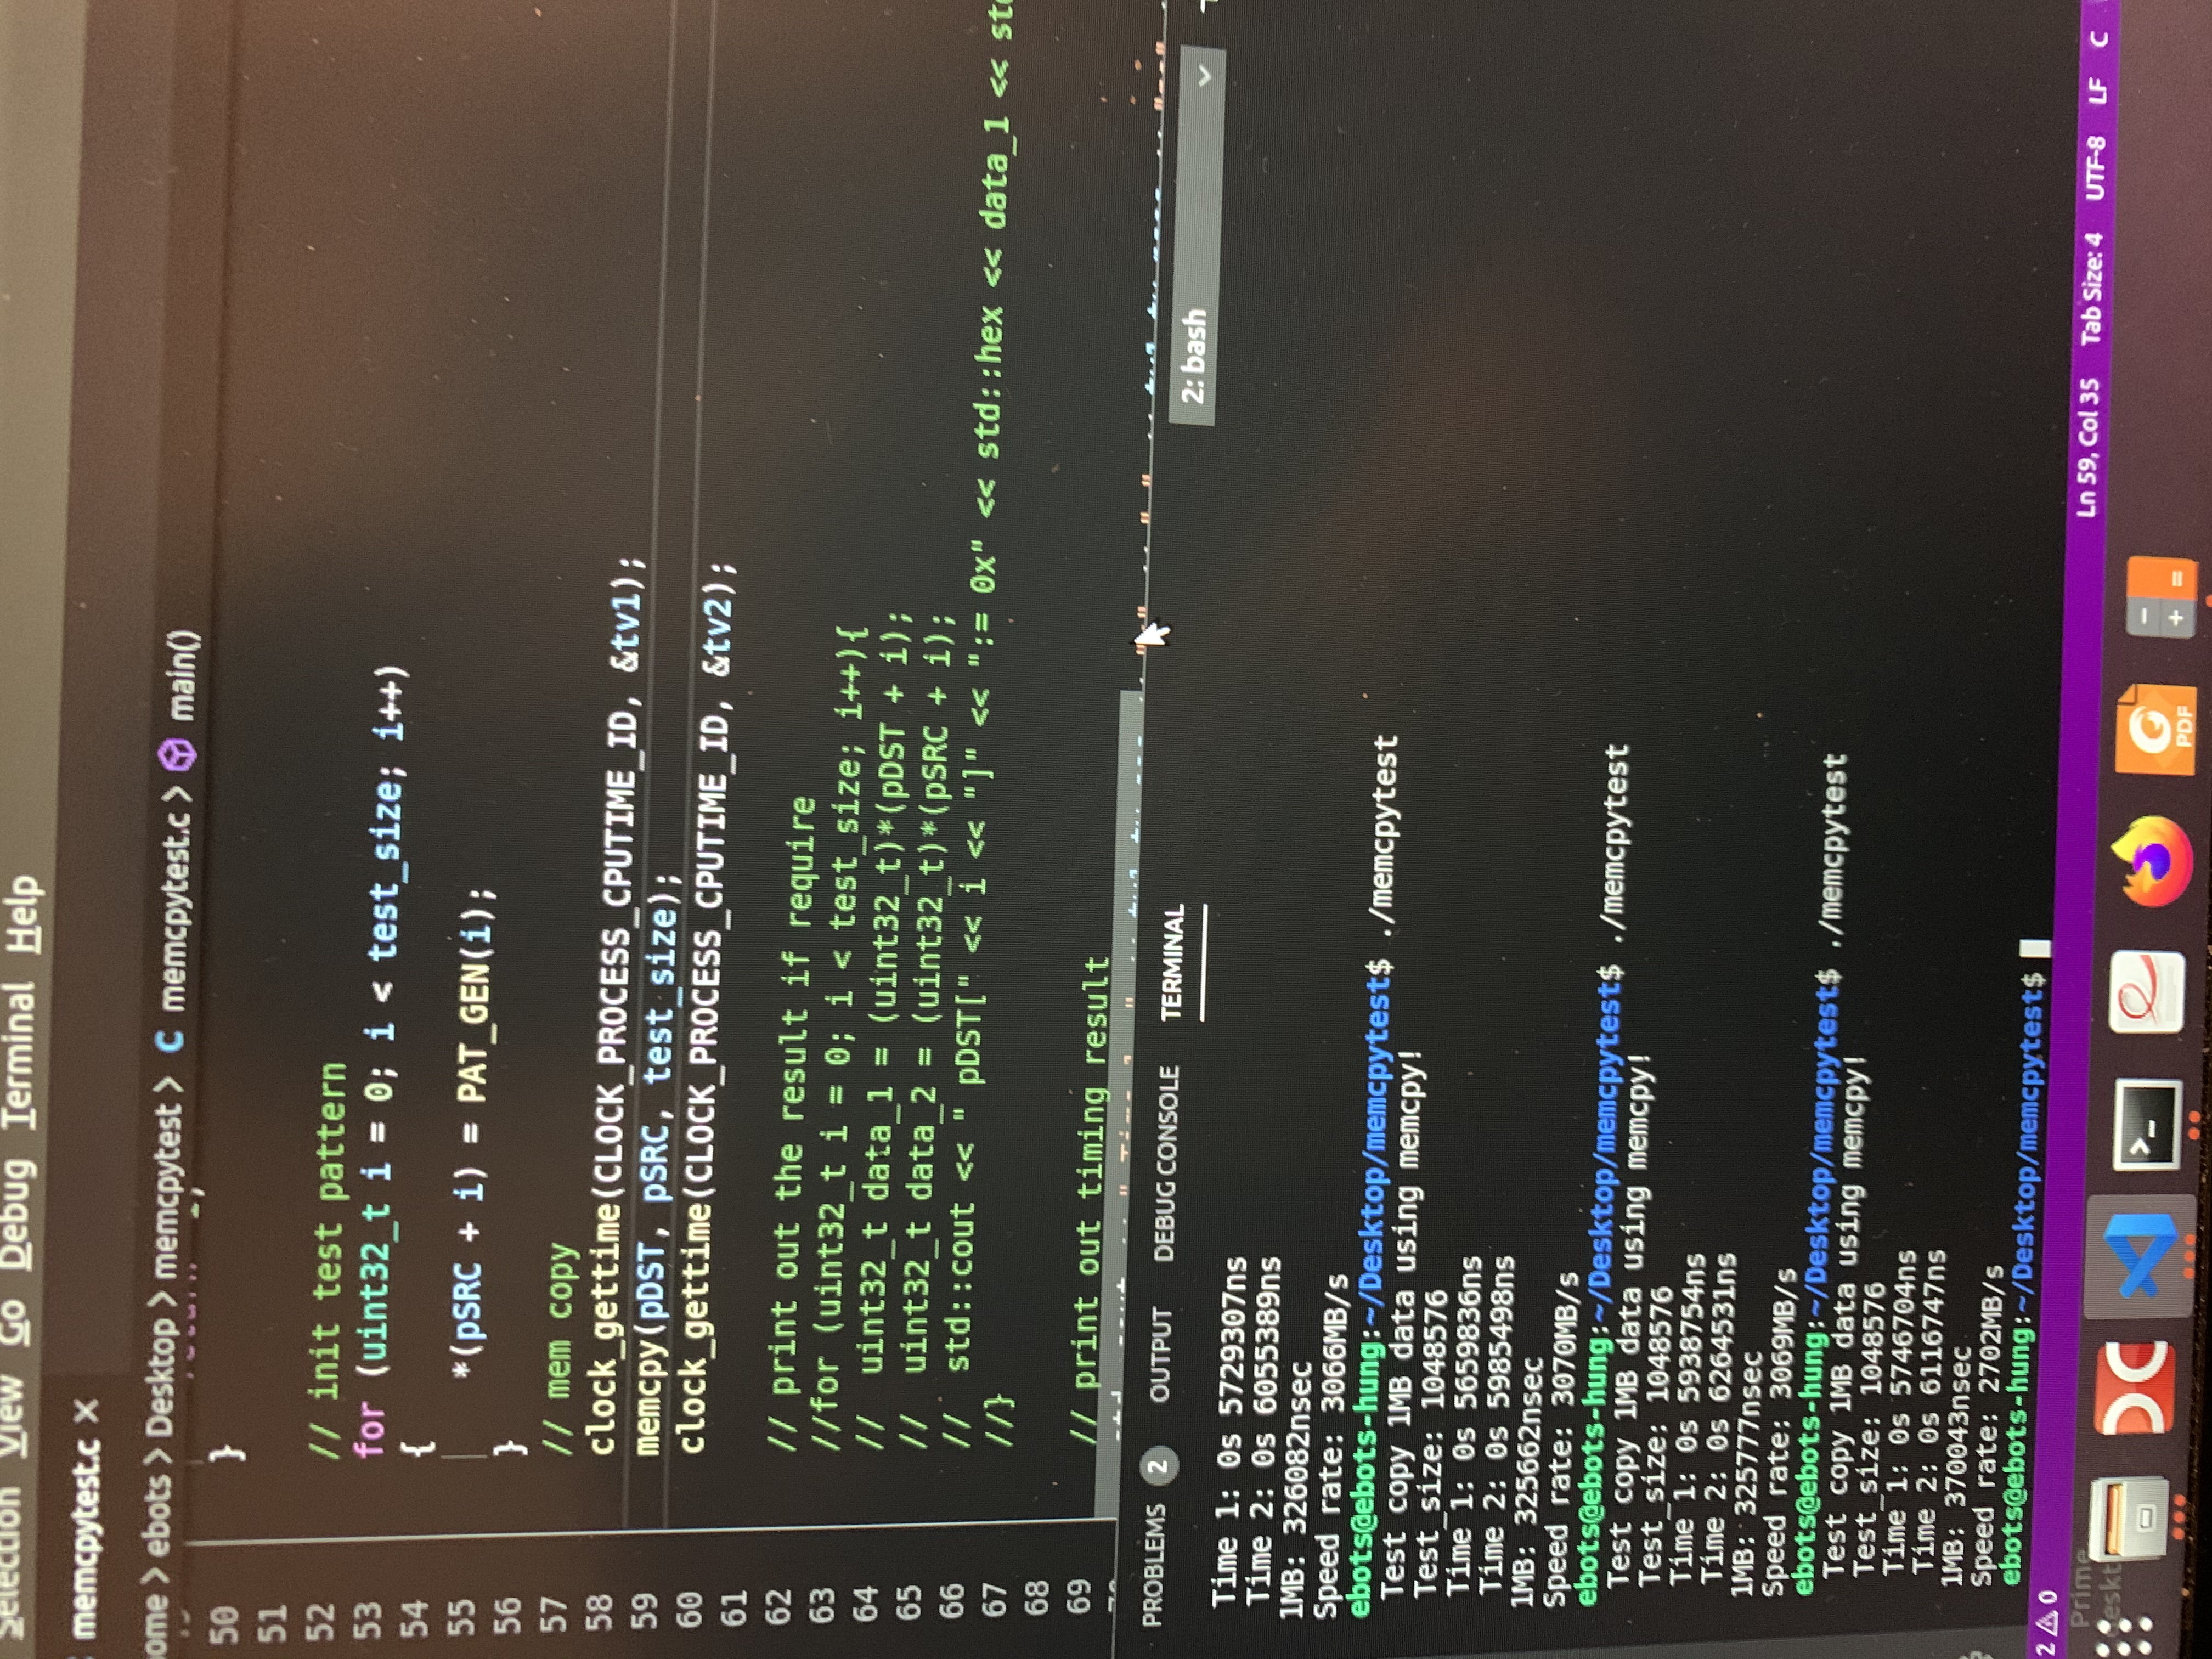 Selection View Go Debug Terminal Help
memcpytest.c ×
ome > ebots > Desktop > memcpytest > C memcpytest.c > main()
50 }
51
52 // init test pattern
53 for (uint32_t i = 0; i < test_size; i++)
54 {
55 *(pSRC + i) = PAT_GEN(i);
56 }
57 // mem copy
58 clock_gettime(CLOCK_PROCESS_CPUTIME_ID, &tv1);
59 memcpy(pDST, pSRC, test_size);
60 clock_gettime(CLOCK_PROCESS_CPUTIME_ID, &tv2);
61
62 // print out the result if require
63 //for (uint32_t i = 0; i < test_size; i++){
64 // uint32_t data_1 = (uint32_t)*(pDST + i);
65 // uint32_t data_2 = (uint32_t)*(pSRC + i);
66 // std::cout << " pDST[" << i << "]" << ":= 0x" << std::hex << data_1 <<
67 //}
68
69 // print out timing result
PROBLEMS 2 OUTPUT DEBUG CONSOLE TERMINAL
2: bash
Time 1: 0s 5729307ns
Time 2: 0s 6055389ns
1MB: 326082nsec
Speed rate: 3066MB/s
ebots@ebots-hung:~/Desktop/memcpytest$ ./memcpytest
Test copy 1MB data using memcpy!
Test_size: 1048576
Time 1: 0s 5659836ns
Time 2: 0s 5985498ns
1MB: 325662nsec
Speed rate: 3070MB/s
ebots@ebots-hung:~/Desktop/memcpytest$ ./memcpytest
Test copy 1MB data using memcpy!
Test_size: 1048576
Time 1: 0s 5938754ns
Time 2: 0s 6264531ns
1MB: 325777nsec
Speed rate: 3069MB/s
ebots@ebots-hung:~/Desktop/memcpytest$ ./memcpytest
Test copy 1MB data using memcpy!
Test_size: 1048576
Time 1: 0s 5746704ns
Time 2: 0s 6116747ns
1MB: 370043nsec
Speed rate: 2702MB/s
ebots@ebots-hung:~/Desktop/memcpytest$
2 0
Ln 59, Col 35 Tab Size: 4 UTF-8 LF C
Prime
PDF